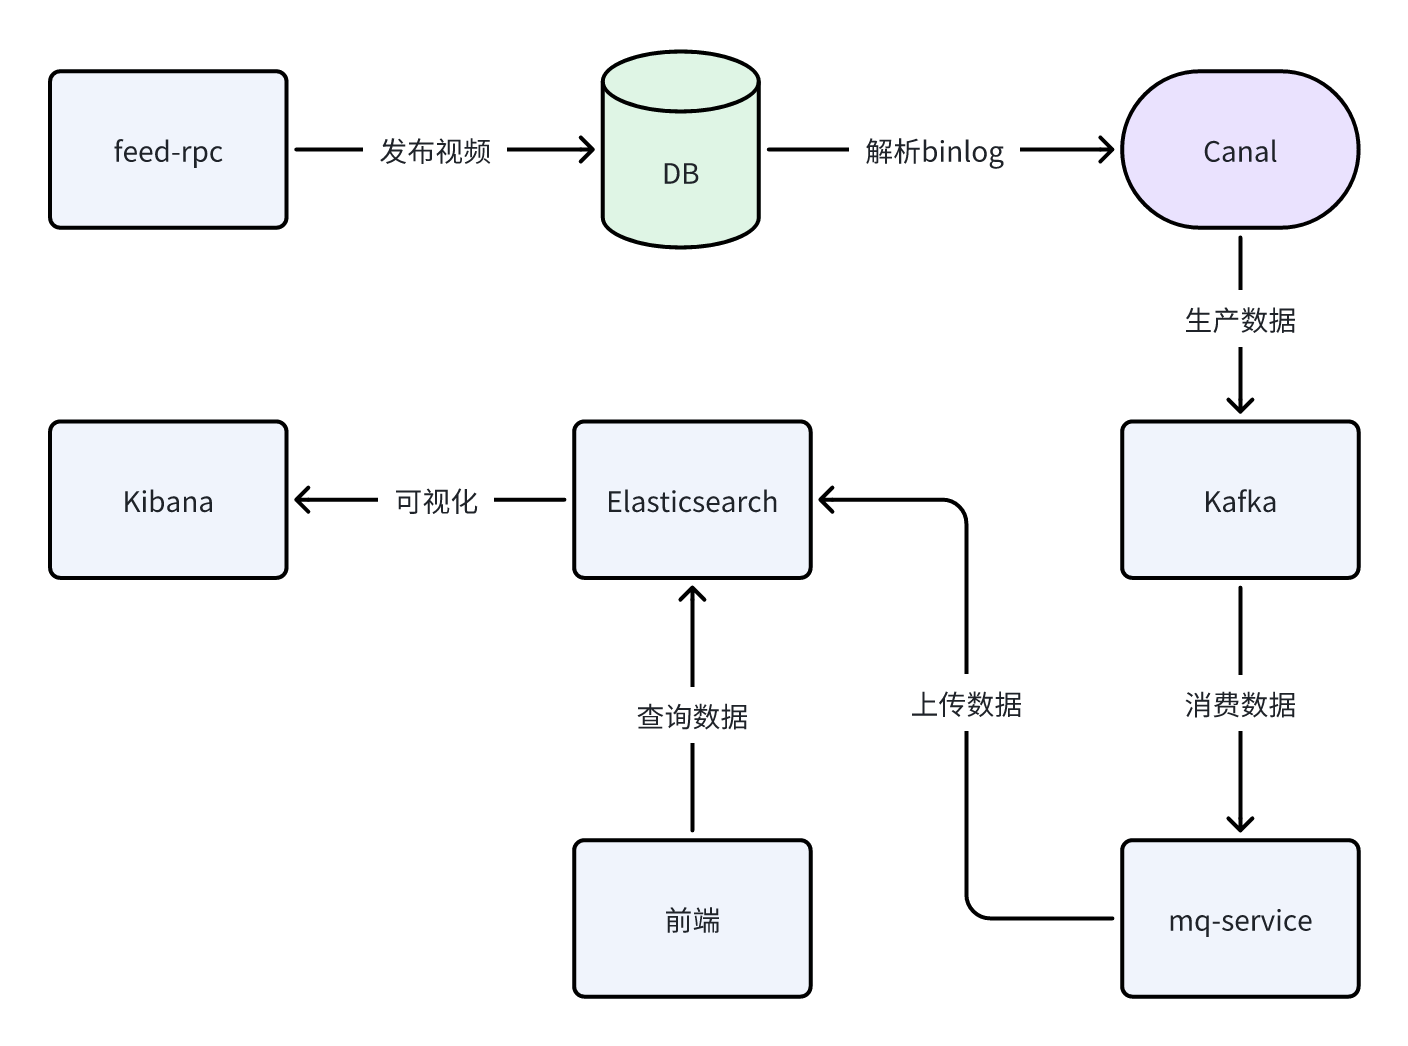 feed-rpc
发布视频
DB
解析binlog
Canal
生产数据
Kibana
可视化
Elasticsearch
Kafka
查询数据
上传数据
消费数据
前端
mq-service